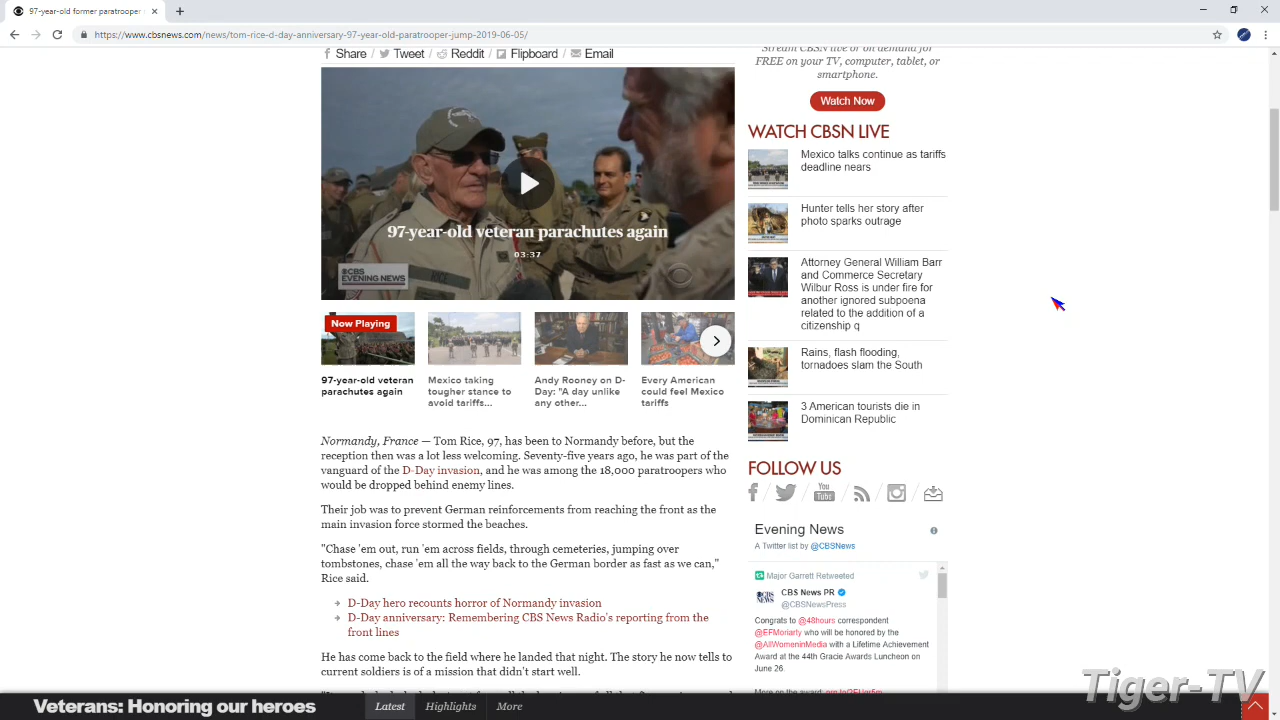 97-year-old veteran parachutes
https://www.cbsnews.com/news/tom-rice-d-day-97-year-old-paratrooper-jump-2019-06-05/
Share / Tweet / Reddit / Flipboard / Email
97-year-old veteran parachutes again
03:37
CBS
EVENING NEWS
Now Playing
97-year-old veteran
parachutes again
Mexico taking
tougher stance to
avoid tariffs...
Andy Rooney on D-
Day: "A day unlike
any other...
Every American
could feel Mexico
tariffs
Normandy, France — Tom Rice, 97, has been to Normandy before, but the
reception then was a lot less welcoming. Seventy-five years ago, he was part of the
vanguard of the D-Day invasion, and he was among the 18,000 paratroopers who
would be dropped behind enemy lines.
Their job was to prevent German reinforcements from reaching the front as the
main invasion force stormed the beaches.
"Chase 'em out, run 'em across fields, through cemeteries, jumping over
tombstones, chase 'em all the way back to the German border as fast as we can,"
Rice said.
D-Day hero recounts horror of Normandy invasion
D-Day anniversary: Remembering CBS News Radio's reporting from the
front lines
He has come back to the field where he landed that night. The story he now tells to
current soldiers is of a mission that didn't start well.
Stream CBSN live or on demand for
FREE on your TV, computer, tablet, or
smartphone.
Watch Now
WATCH CBSN LIVE
Mexico talks continue as tariffs
deadline nears
Hunter tells her story after
photo sparks outrage
Attorney General William Barr
and Commerce Secretary
Wilbur Ross is under fire for
another ignored subpoena
related to the addition of a
citizenship q
Rains, flash flooding,
tornadoes slam the South
3 American tourists die in
Dominican Republic
FOLLOW US
You
Tube
Evening News
A Twitter list by @CBSNews
Major Garrett Retweeted
CBS NEWS
CBS News PR
@CBSNewsPress
Congrats to @48hours correspondent
@EFMoriarty who will be honored by the
@AllWomeninMedia with a Lifetime Achievement
Award at the 44th Gracie Awards Luncheon on
June 26.
More on the award:
Veterans: Honoring our heroes
Latest
Highlights
More
Tiger-TV